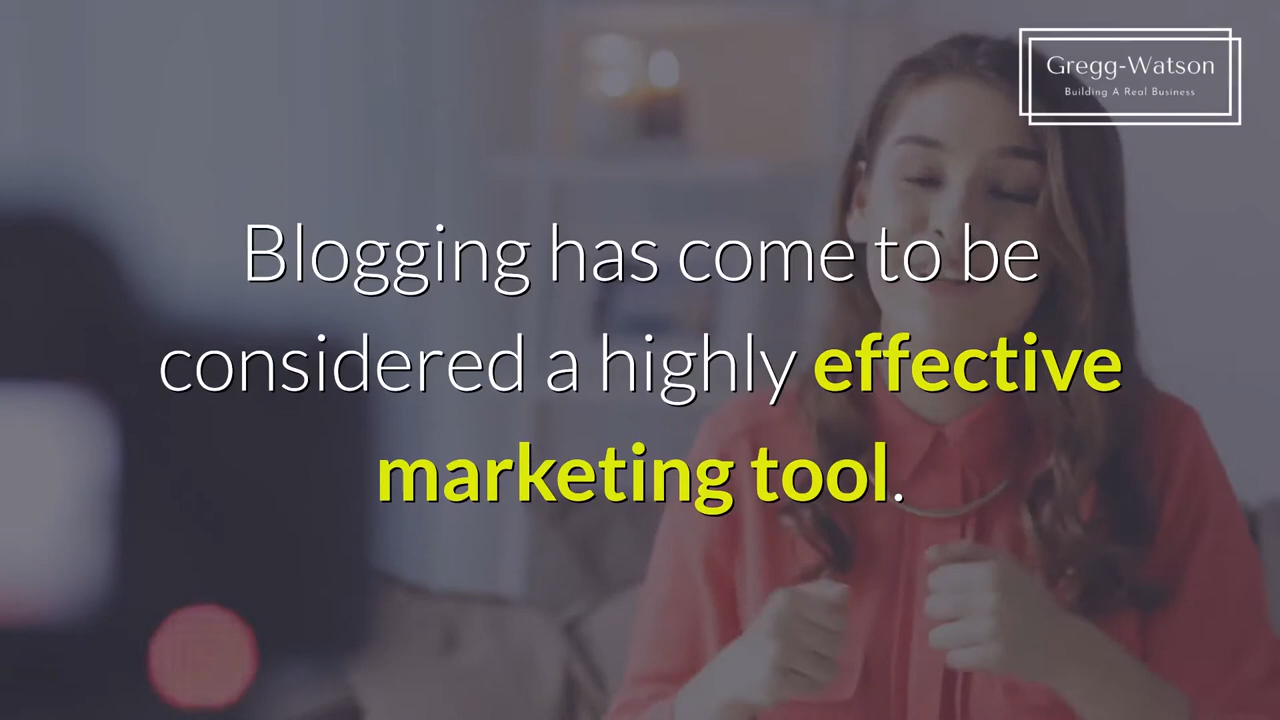 Gregg-Watson
Building A Real Business
Blogging has come to be
considered a highly effective
marketing tool.